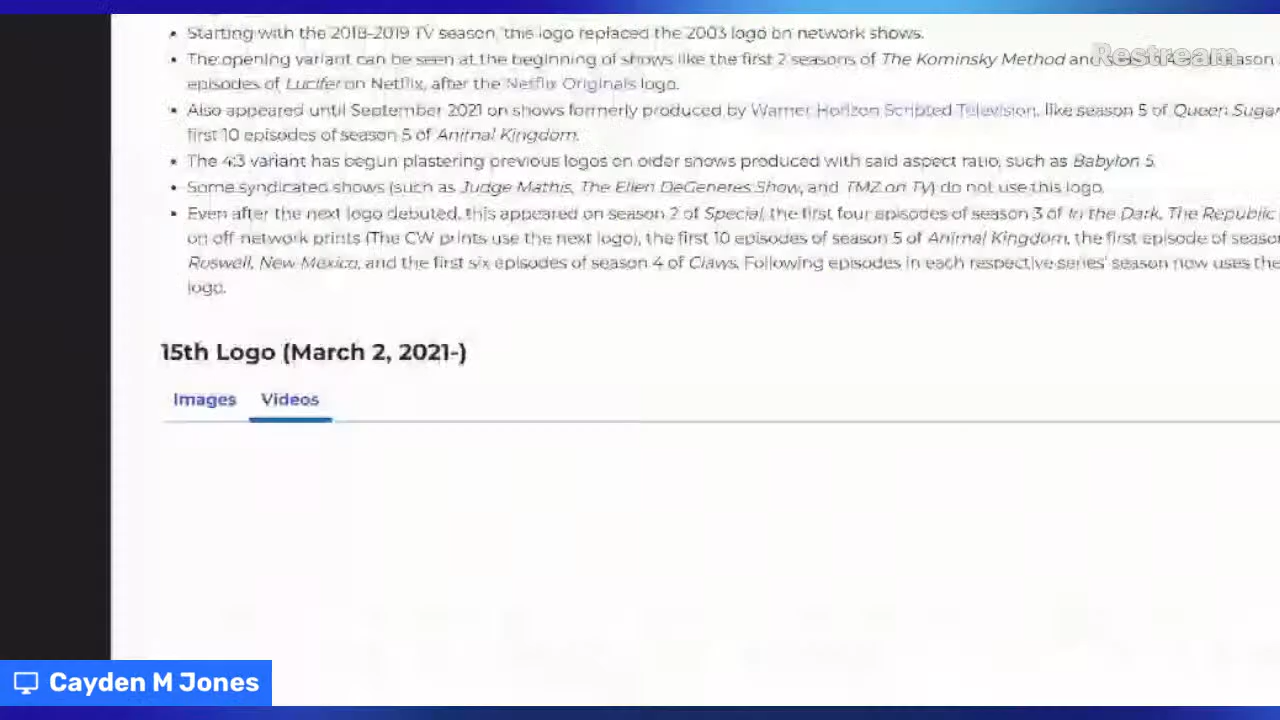 Starting with the 2018-2019 TV season, this logo replaced the 2003 logo on network shows.
The opening variant can be seen at the beginning of shows like the first 2 seasons of The Kominsky Method and
Restream
episodes of Lucifer on Netflix, after the Netflix Originals logo.
Also appeared until September 2021 on shows formerly produced by Warner Horizon Scripted Television, like season 5 of Queen Sugar
first 10 episodes of season 5 of Animal Kingdom.
The 4:3 variant has begun plastering previous logos on older shows produced with said aspect ratio, such as Babylon 5.
Some syndicated shows (such as Judge Mathis, The Ellen DeGeneres Show, and TMZ on TV) do not use this logo.
Even after the next logo debuted, this appeared on season 2 of Special, the first four episodes of season 3 of In the Dark, The Republic
on off-network prints (The CW prints use the next logo), the first 10 episodes of season 5 of Animal Kingdom, the first episode of
Roswell, New Mexico, and the first six episodes of season 4 of Claws. Following episodes in each respective series' season now uses the
logo.
15th Logo (March 2, 2021-)
Images Videos
Cayden M Jones